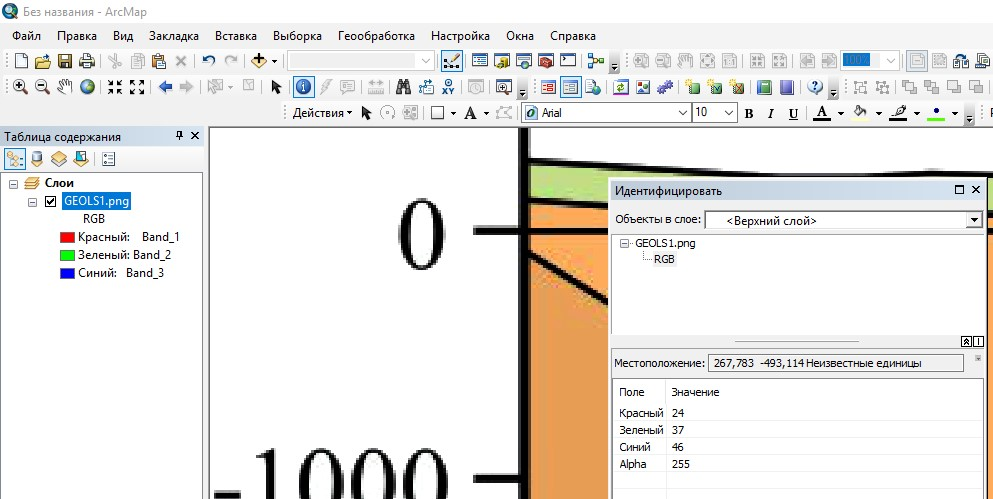 Без названия - ArcMap
Файл Правка Вид Закладка Вставка Выборка Геообработка Настройка Окна Справка
100%
Действия Arial 10 B I U A
Таблица содержания
Слои
GEOLS1.png
RGB
Красный: Band_1
Зеленый: Band_2
Синий: Band_3
0
-1000
Идентифицировать
Объекты в слое: <Верхний слой>
GEOLS1.png
RGB
Местоположение: 267,783 -493,114 Неизвестные единицы
Поле Значение
Красный 24
Зеленый 37
Синий 46
Alpha 255